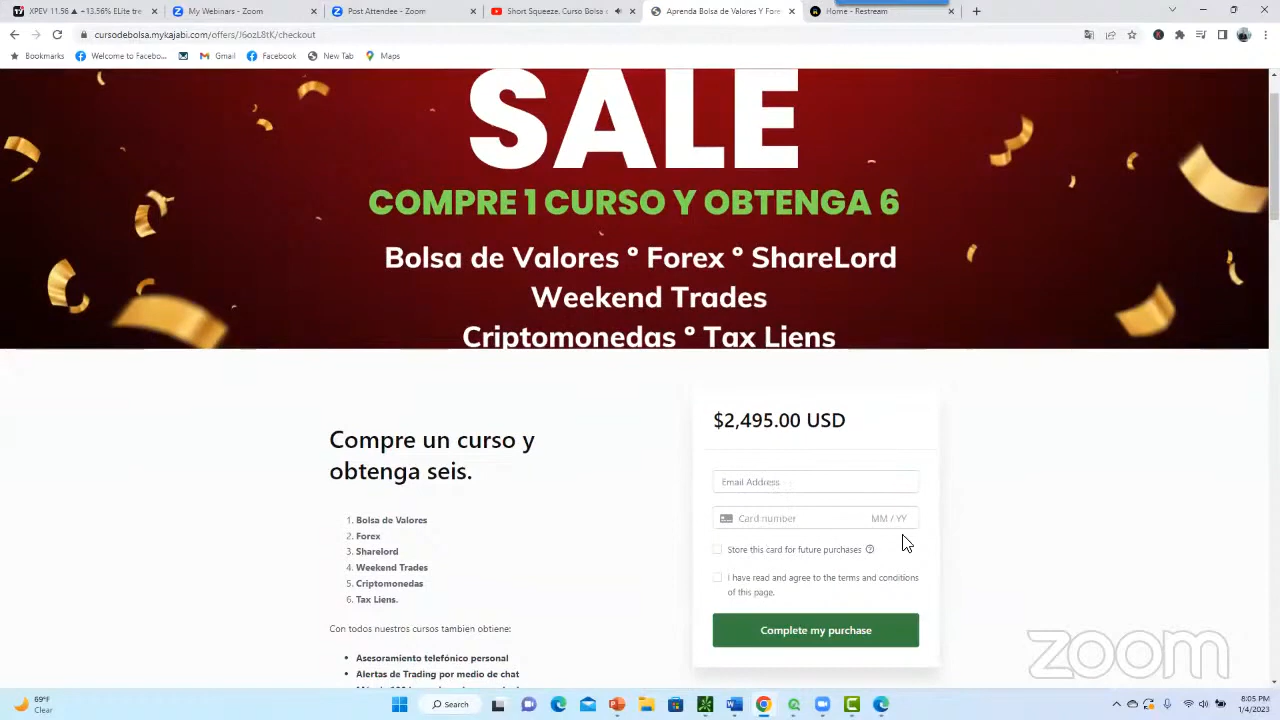 XPEV 11.56 ▲ +13.56% Elite trac
My Webinars - Zoom
Post Attendee - Zoom
Short Squeeze, Curso Bolsa
Aprenda Bolsa de Valores Y For
Home - Restream
cursodebolsa.mykajabi.com/offers/J6ozL8tK/checkout
Bookmarks
Welcome to Facebo...
Gmail
Facebook
New Tab
Maps
SALE
COMPRE 1 CURSO Y OBTENGA 6
Bolsa de Valores ° Forex ° ShareLord
Weekend Trades
Criptomonedas ° Tax Liens
$2,495.00 USD
Compre un curso y
obtenga seis.
Email Address
Card number MM / YY
1. Bolsa de Valores
2. Forex
3. Sharelord
4. Weekend Trades
5. Criptomonedas
6. Tax Liens.
Store this card for future purchases
I have read and agree to the terms and conditions
of this page.
Complete my purchase
Con todos nuestros cursos tambien obtiene:
• Asesoramiento telefónico personal
• Alertas de Trading por medio de chat
zoom
69°F
Clear
Search
8:05 PM
1/4/2023